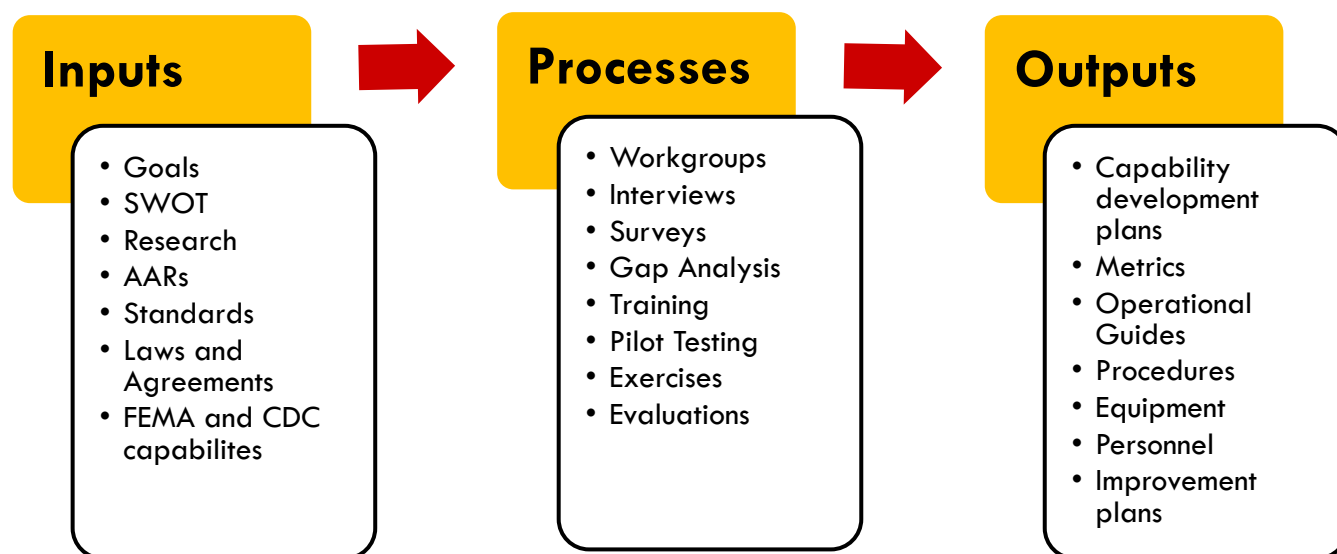 Inputs
• Goals
• SWOT
• Research
• AARs
• Standards
• Laws and
Agreements
• FEMA and CDC
capabilites
Processes
• Workgroups
• Interviews
• Surveys
• Gap Analysis
• Training
• Pilot Testing
• Exercises
• Evaluations
Outputs
• Capability
development
plans
• Metrics
• Operational
Guides
• Procedures
• Equipment
• Personnel
• Improvement
plans